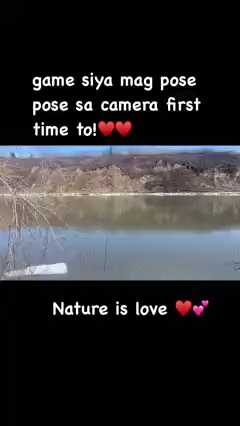 game siya mag pose
pose sa camera first
time to!❤️❤️
Nature is love ❤️💕